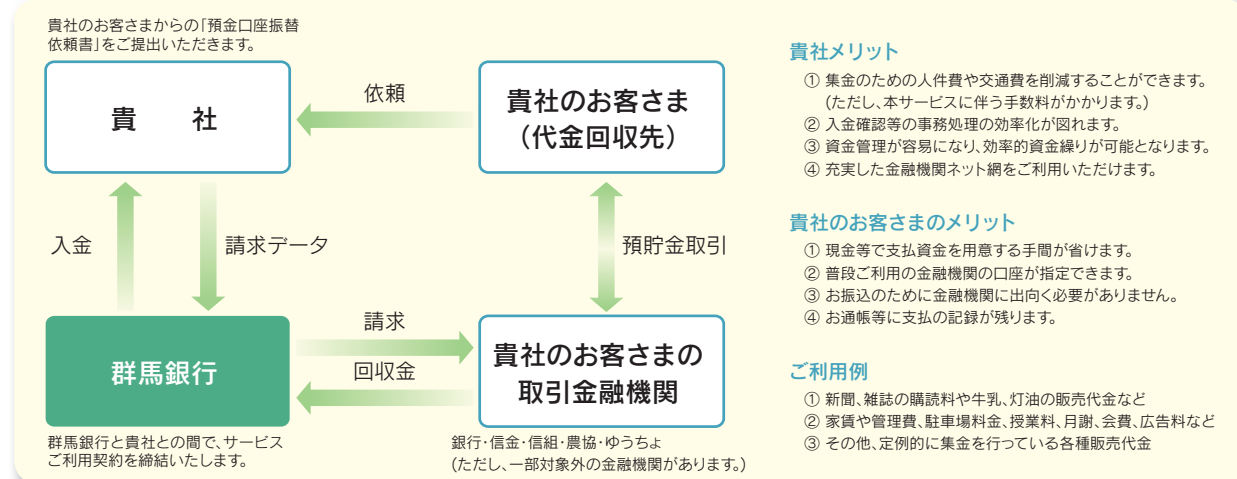 貴社のお客さまからの「預金口座振替
依頼書」をご提出いただきます。
貴　社
依頼
貴社のお客さま
（代金回収先）
入金
請求データ
預貯金取引
群馬銀行
請求
回収金
貴社のお客さまの
取引金融機関
群馬銀行と貴社との間で、サービス
ご利用契約を締結いたします。
銀行・信金・信組・農協・ゆうちょ
(ただし、一部対象外の金融機関があります。)
貴社メリット
① 集金のための人件費や交通費を削減することができます。
(ただし、本サービスに伴う手数料がかかります。)
② 入金確認等の事務処理の効率化が図れます。
③ 資金管理が容易になり、効率的資金繰りが可能となります。
④ 充実した金融機関ネット網をご利用いただけます。
貴社のお客さまのメリット
① 現金等で支払資金を用意する手間が省けます。
② 普段ご利用の金融機関の口座が指定できます。
③ お振込のために金融機関に出向く必要がありません。
④ お通帳等に支払の記録が残ります。
ご利用例
① 新聞、雑誌の購読料や牛乳、灯油の販売代金など
② 家賃や管理費、駐車場料金、授業料、月謝、会費、広告料など
③ その他、定例的に集金を行っている各種販売代金